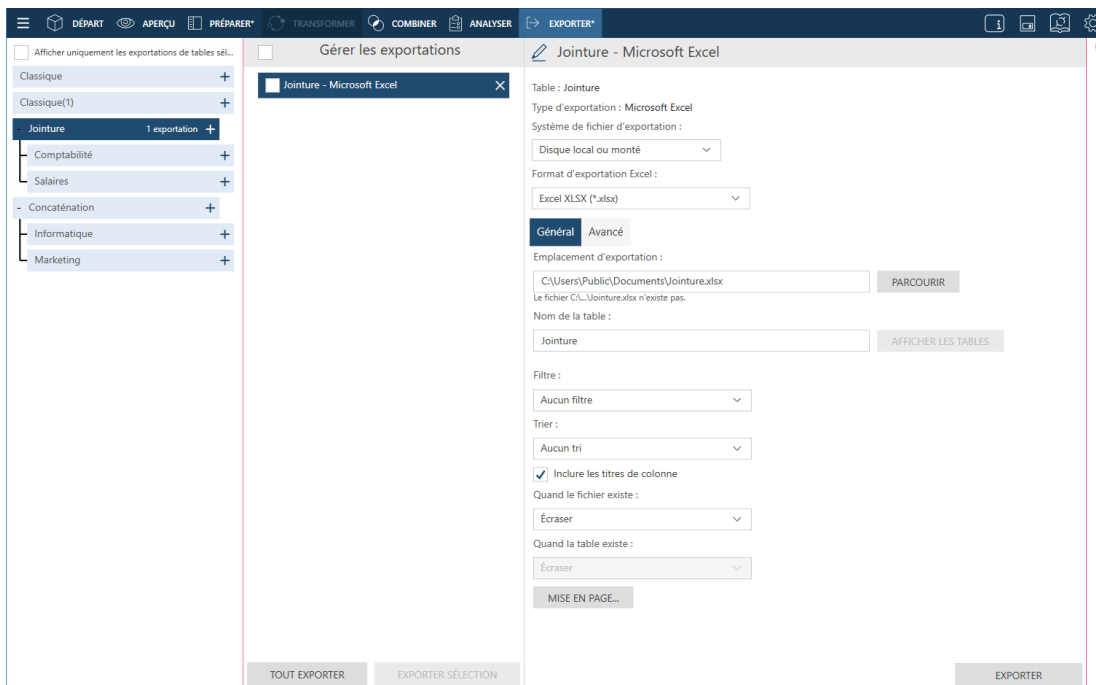 DÉPART APERÇU PRÉPARER* TRANSFORMER COMBINER ANALYSER EXPORTER*
Afficher uniquement les exportations de tables sél...
Classique +
Classique(1) +
- Jointure 1 exportation +
Comptabilité +
Salaires +
- Concaténation +
Informatique +
Marketing +
Gérer les exportations
Jointure - Microsoft Excel
TOUT EXPORTER EXPORTER SÉLECTION
Jointure - Microsoft Excel
Table : Jointure
Type d'exportation : Microsoft Excel
Système de fichier d'exportation :
Disque local ou monté
Format d'exportation Excel :
Excel XLSX (*.xlsx)
Général Avancé
Emplacement d'exportation :
C:\Users\Public\Documents\Jointure.xlsx PARCOURIR
Le fichier C:\...\Jointure.xlsx n'existe pas.
Nom de la table :
Jointure AFFICHER LES TABLES
Filtre :
Aucun filtre
Trier :
Aucun tri
Inclure les titres de colonne
Quand le fichier existe :
Écraser
Quand la table existe :
Écraser
MISE EN PAGE...
EXPORTER